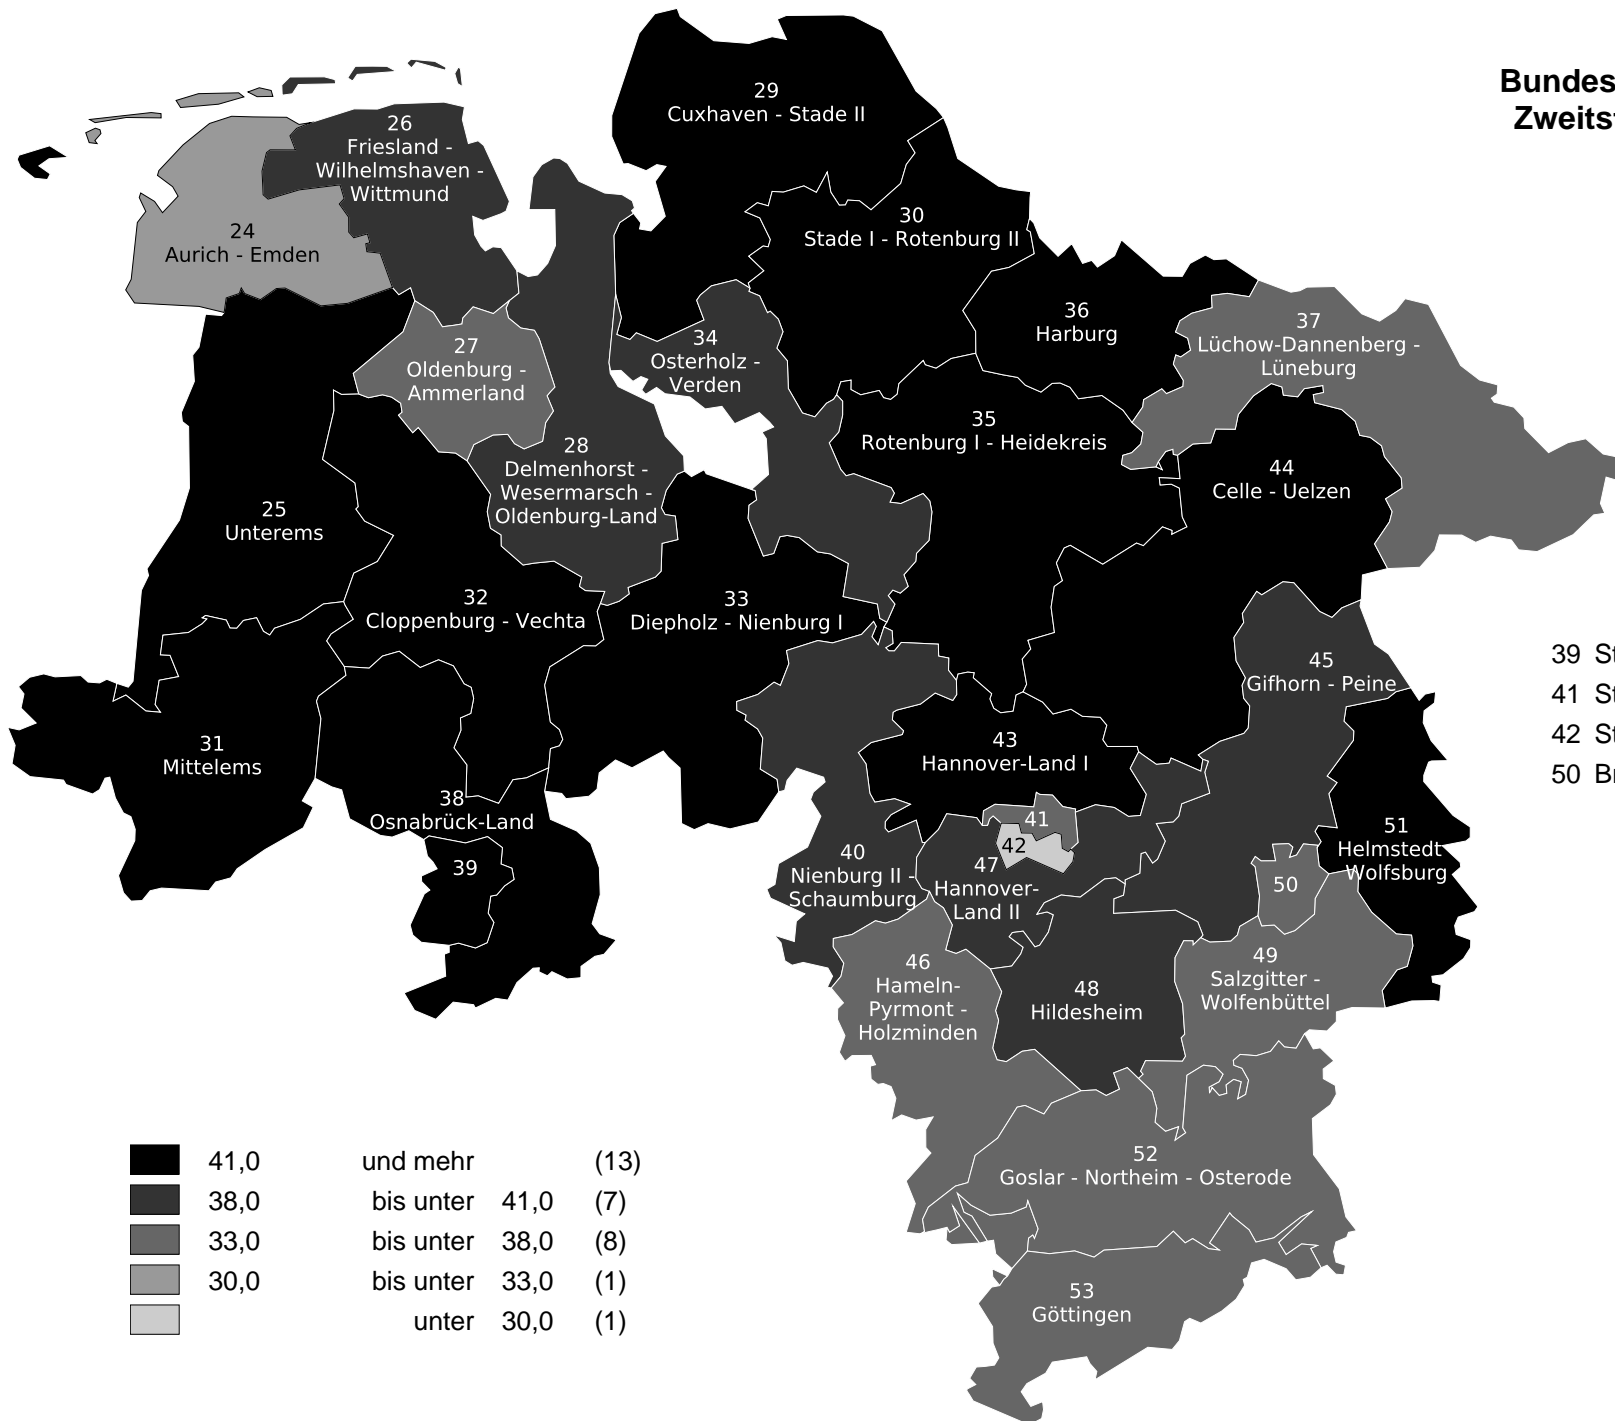 Bundes
Zweitst
29
Cuxhaven - Stade II
26
Friesland -
Wilhelmshaven -
Wittmund
30
Stade I - Rotenburg II
24
Aurich - Emden
36
Harburg
37
Lüchow-Dannenberg -
Lüneburg
34
Osterholz -
Verden
27
Oldenburg -
Ammerland
35
Rotenburg I - Heidekreis
28
Delmenhorst -
Wesermarsch -
Oldenburg-Land
44
Celle - Uelzen
25
Unterems
32
Cloppenburg - Vechta
33
Diepholz - Nienburg I
45
Gifhorn - Peine
39 St
41 St
42 St
50 Br
31
Mittelems
43
Hannover-Land I
38
Osnabrück-Land
39
41
42
51
Helmstedt
Wolfsburg
40
Nienburg II -
Schaumburg
47
Hannover-
Land II
50
46
Hameln-
Pyrmont -
Holzminden
48
Hildesheim
49
Salzgitter -
Wolfenbüttel
52
Goslar - Northeim - Osterode
53
Göttingen
41,0 und mehr (13)
38,0 bis unter 41,0 (7)
33,0 bis unter 38,0 (8)
30,0 bis unter 33,0 (1)
unter 30,0 (1)